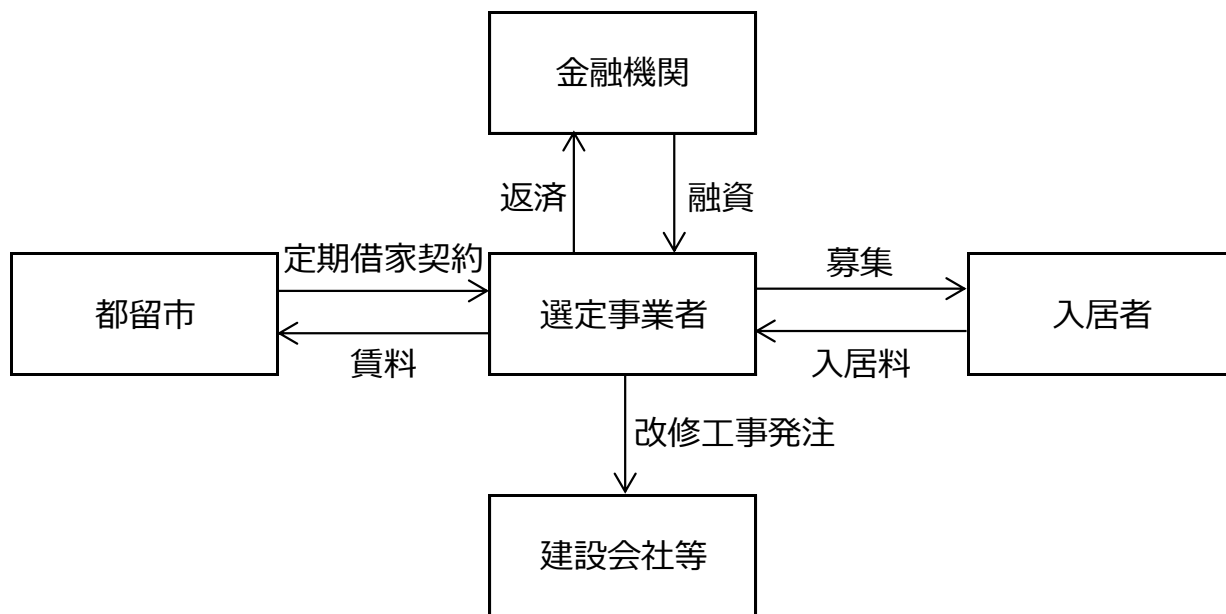 金融機関
返済
融資
定期借家契約
募集
都留市
選定事業者
入居者
賃料
入居料
改修工事発注
建設会社等